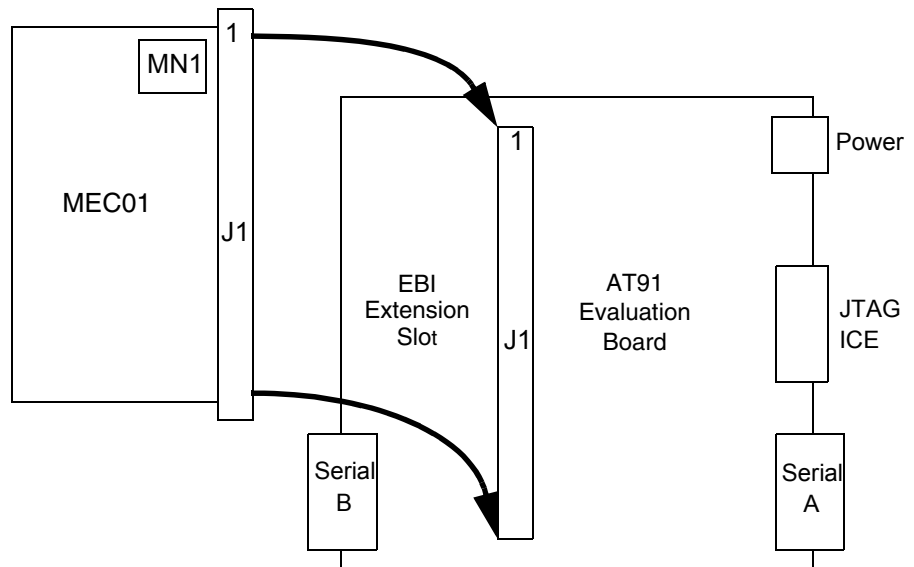 1
MN1
MEC01
J1
1
Power
EBI
Extension
Slot
AT91
Evaluation
Board
J1
JTAG
ICE
Serial
B
Serial
A